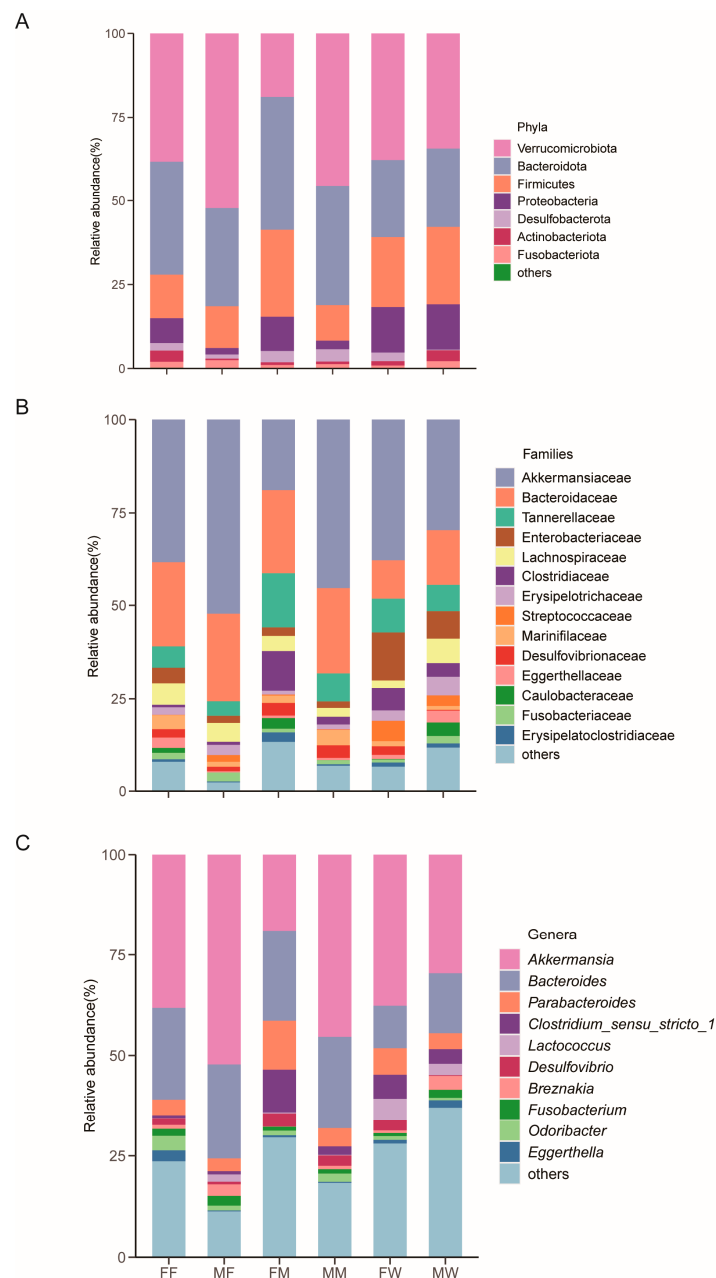 A
100
75
50
25
0
Relative abundance(%)
Phyla
Verrucomicrobiota
Bacteroidota
Firmicutes
Proteobacteria
Desulfobacterota
Actinobacteriota
Fusobacteriota
others
B
100
75
50
25
0
Relative abundance(%)
Families
Akkermansiaceae
Bacteroidaceae
Tannerellaceae
Enterobacteriaceae
Lachnospiraceae
Clostridiaceae
Erysipelotrichaceae
Streptococcaceae
Marinifilaceae
Desulfovibrionaceae
Eggerthellaceae
Caulobacteraceae
Fusobacteriaceae
Erysipelatoclostridiaceae
others
C
100
75
50
25
0
Relative abundance(%)
Genera
Akkermansia
Bacteroides
Parabacteroides
Clostridium_sensu_stricto_1
Lactococcus
Desulfovibrio
Breznakia
Fusobacterium
Odoribacter
Eggerthella
others
FF MF FM MM FW MW